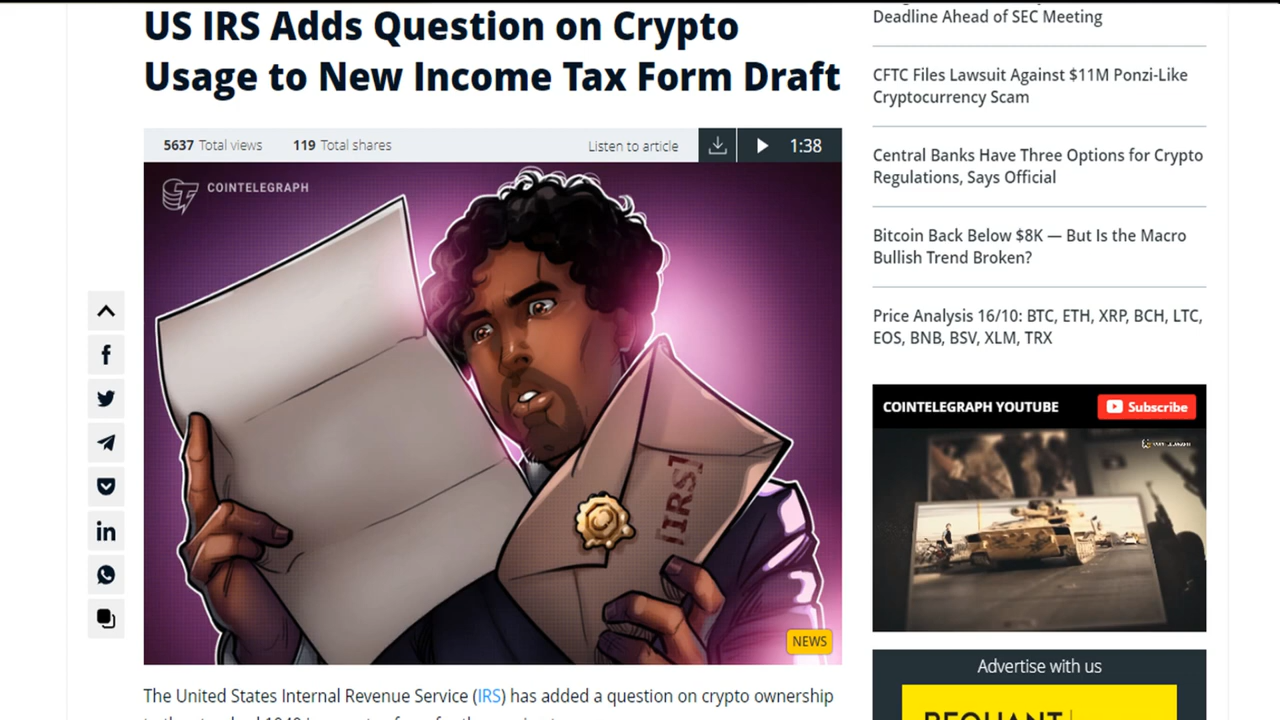 US IRS Adds Question on Crypto
Usage to New Income Tax Form Draft
5637 Total views 119 Total shares Listen to article 1:38
COINTELEGRAPH
[IRS]
NEWS
The United States Internal Revenue Service (IRS) has added a question on crypto ownership
Deadline Ahead of SEC Meeting
CFTC Files Lawsuit Against $11M Ponzi-Like
Cryptocurrency Scam
Central Banks Have Three Options for Crypto
Regulations, Says Official
Bitcoin Back Below $8K — But Is the Macro
Bullish Trend Broken?
Price Analysis 16/10: BTC, ETH, XRP, BCH, LTC,
EOS, BNB, BSV, XLM, TRX
COINTELEGRAPH YOUTUBE Subscribe
Advertise with us
BEQUANT